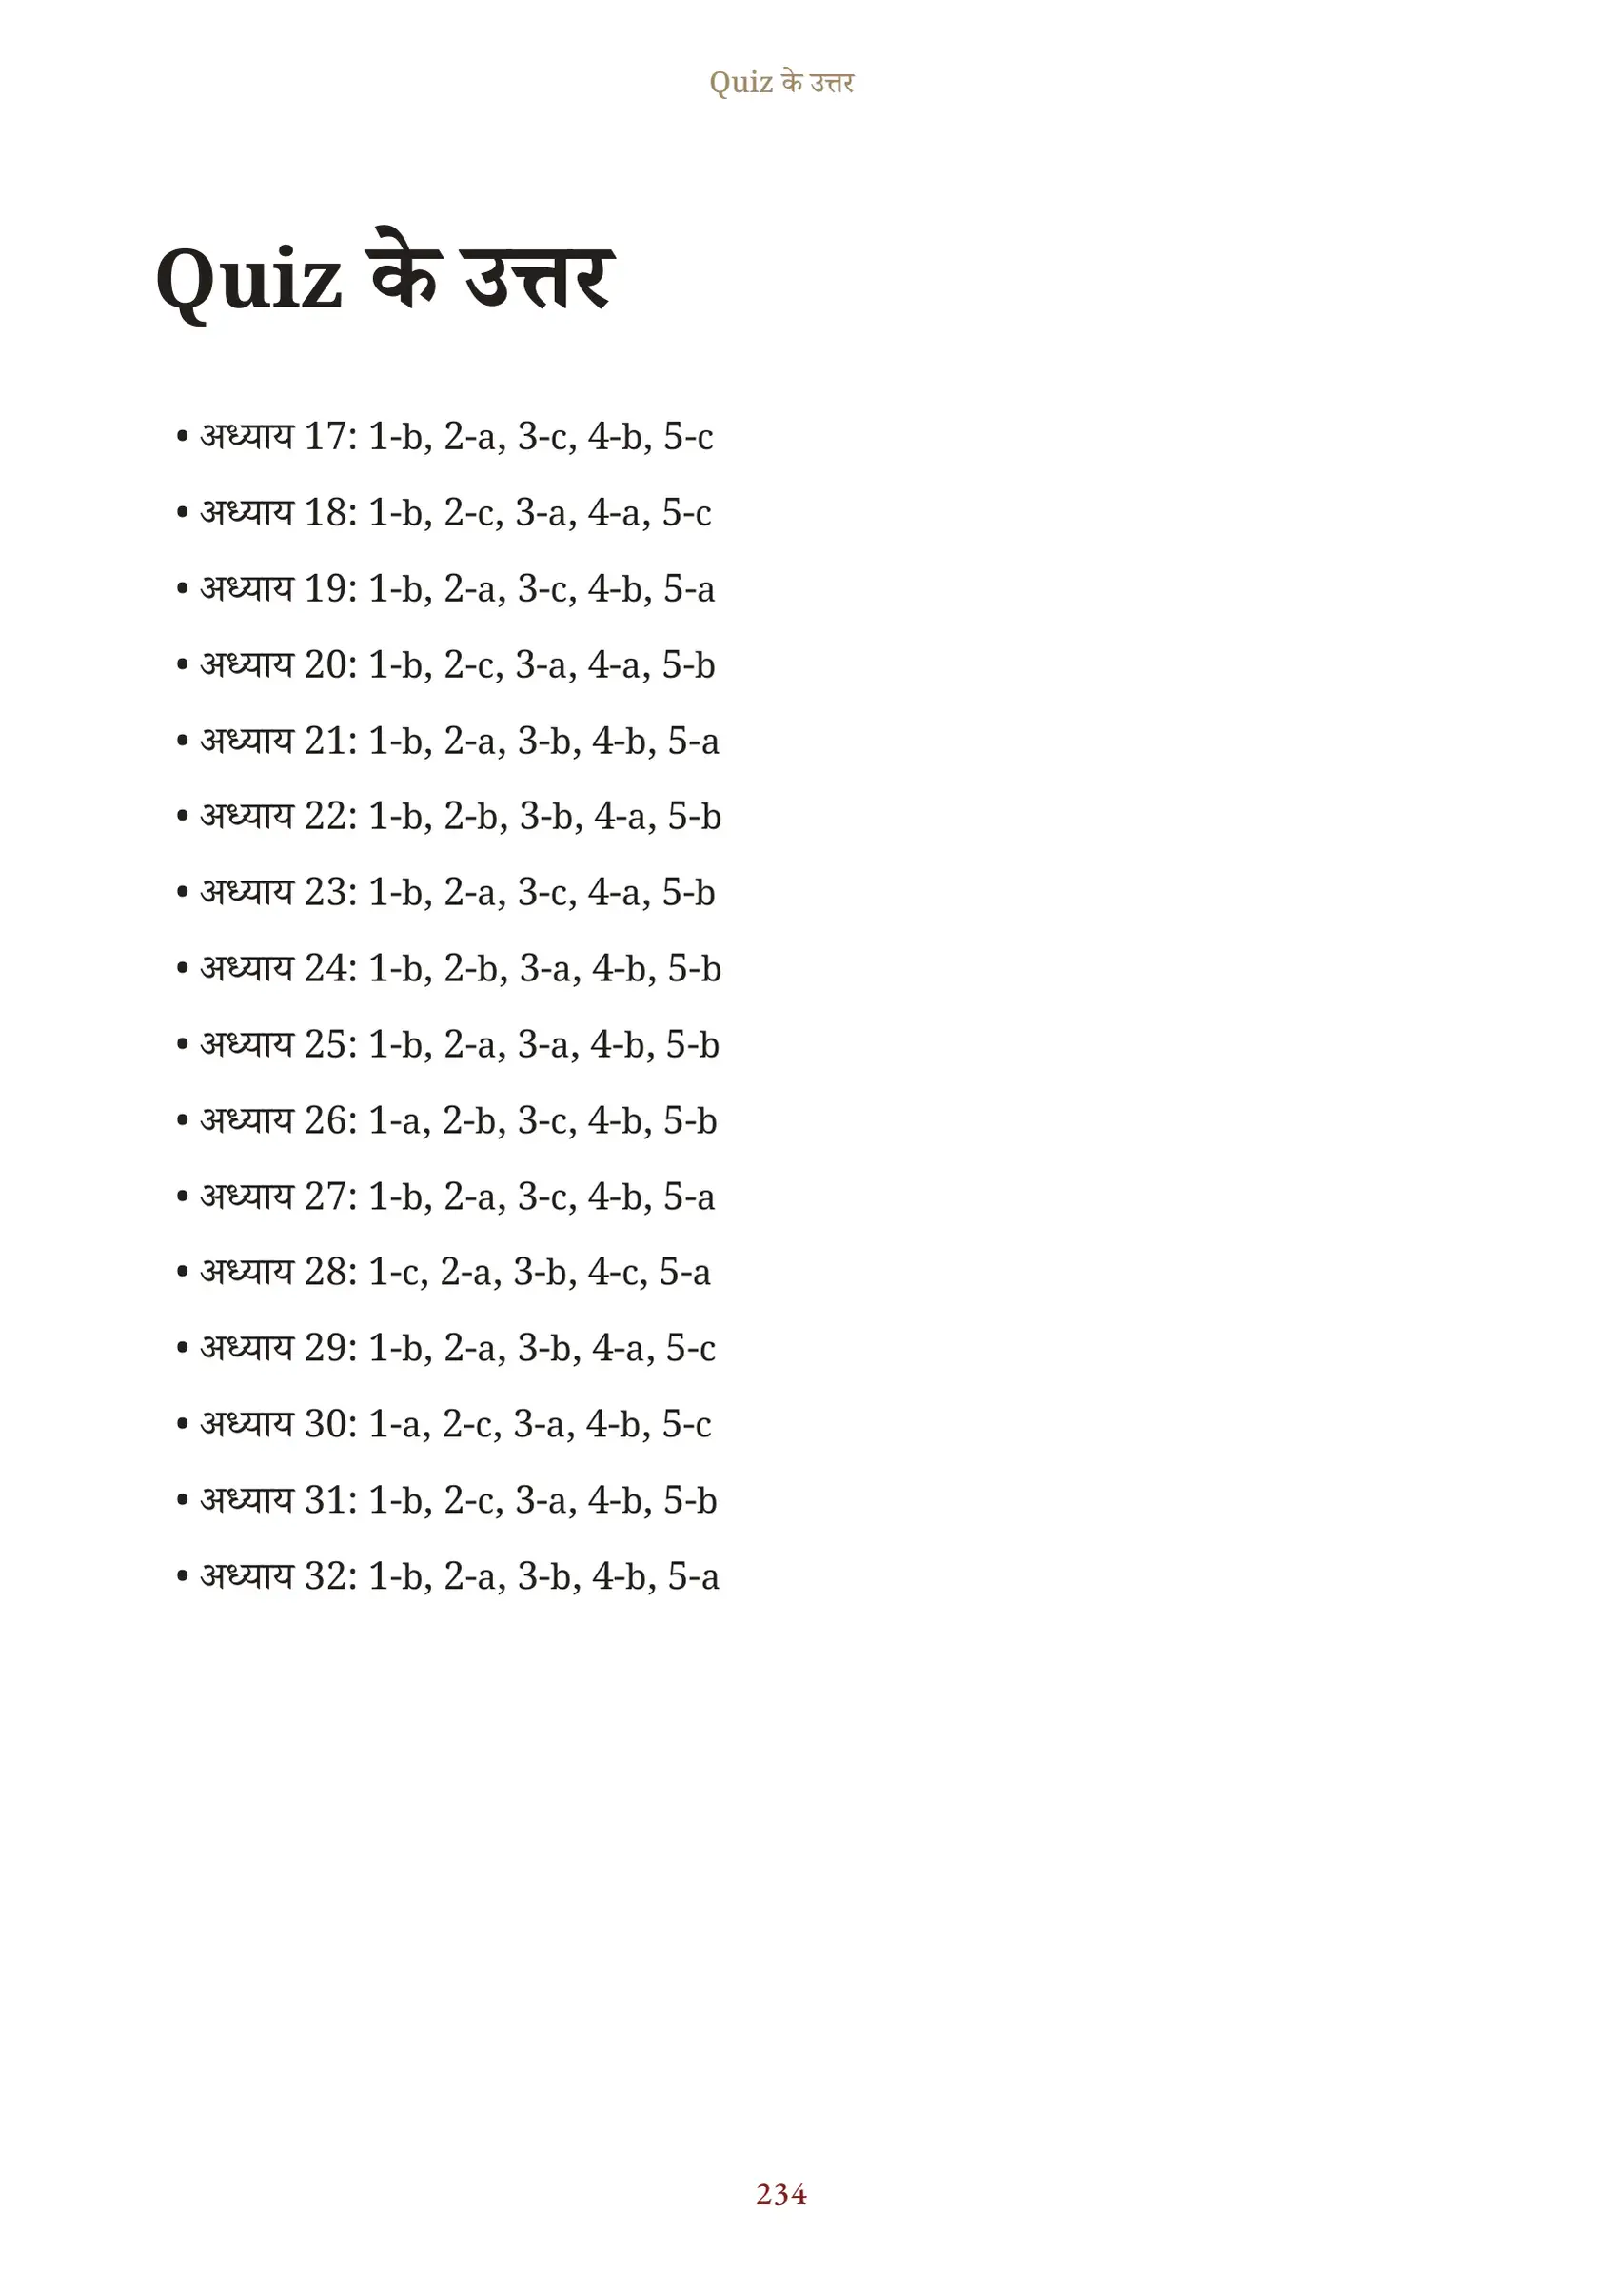 Quiz के उत्तर
Quiz के उत्तर
• अध्याय 17: 1-b, 2-a, 3-c, 4-b, 5-c
• अध्याय 18: 1-b, 2-c, 3-a, 4-a, 5-c
• अध्याय 19: 1-b, 2-a, 3-c, 4-b, 5-a
• अध्याय 20: 1-b, 2-c, 3-a, 4-a, 5-b
• अध्याय 21: 1-b, 2-a, 3-b, 4-b, 5-a
• अध्याय 22: 1-b, 2-b, 3-b, 4-a, 5-b
• अध्याय 23: 1-b, 2-a, 3-c, 4-a, 5-b
• अध्याय 24: 1-b, 2-b, 3-a, 4-b, 5-b
• अध्याय 25: 1-b, 2-a, 3-a, 4-b, 5-b
• अध्याय 26: 1-a, 2-b, 3-c, 4-b, 5-b
• अध्याय 27: 1-b, 2-a, 3-c, 4-b, 5-a
• अध्याय 28: 1-c, 2-a, 3-b, 4-c, 5-a
• अध्याय 29: 1-b, 2-a, 3-b, 4-a, 5-c
• अध्याय 30: 1-a, 2-c, 3-a, 4-b, 5-c
• अध्याय 31: 1-b, 2-c, 3-a, 4-b, 5-b
• अध्याय 32: 1-b, 2-a, 3-b, 4-b, 5-a
234